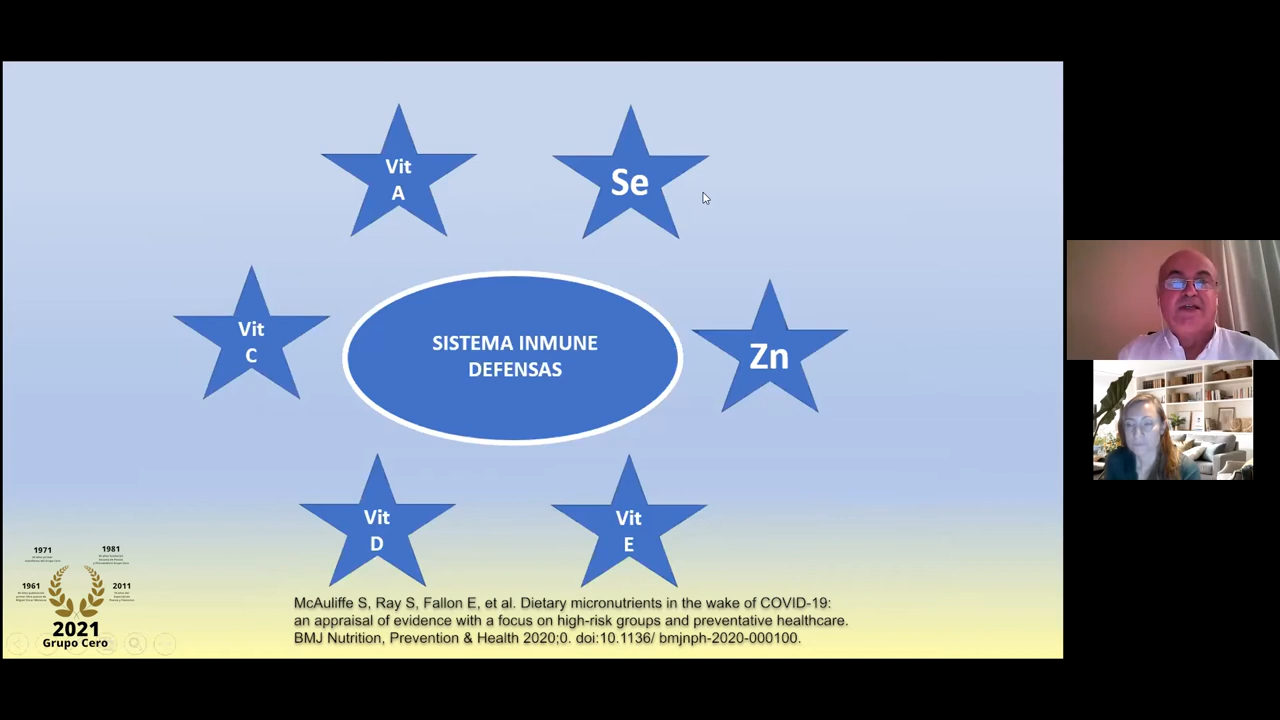 Vit
A
Se
Vit
C
SISTEMA INMUNE
DEFENSAS
Zn
Vit
D
Vit
E
1971
1981
1961
2011
2021
Grupo Cero
McAuliffe S, Ray S, Fallon E, et al. Dietary micronutrients in the wake of COVID-19:
an appraisal of evidence with a focus on high-risk groups and preventative healthcare.
BMJ Nutrition, Prevention & Health 2020;0. doi:10.1136/ bmjnph-2020-000100.